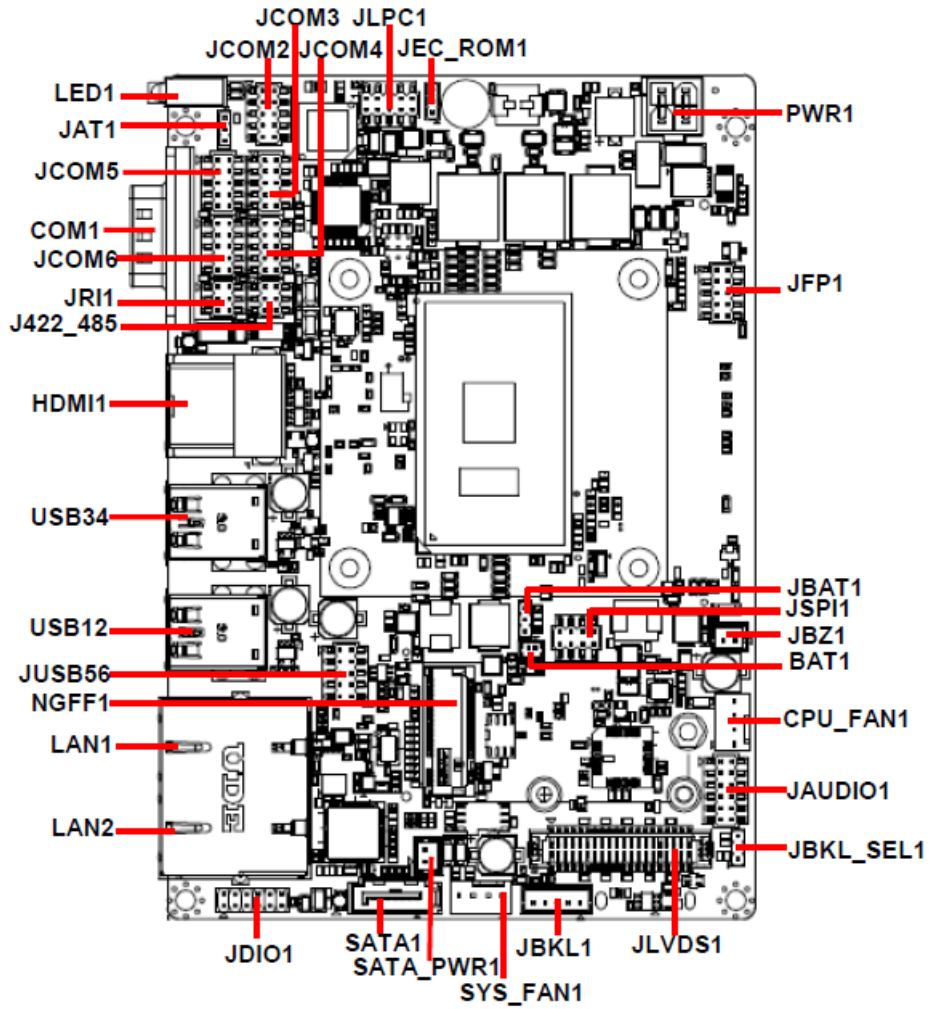 JCOM3 JLPC1
JCOM2 JCOM4 JEC_ROM1
LED1
PWR1
JAT1
JCOM5
COM1
JCOM6
JFP1
JRI1
J422_485
HDMI1
USB34
JBAT1
JSPI1
USB12
JBZ1
BAT1
JUSB56
NGFF1
CPU_FAN1
LAN1
UDE
JAUDIO1
LAN2
JBKL_SEL1
JDIO1
SATA1
JBKL1
JLVDS1
SATA_PWR1
SYS_FAN1